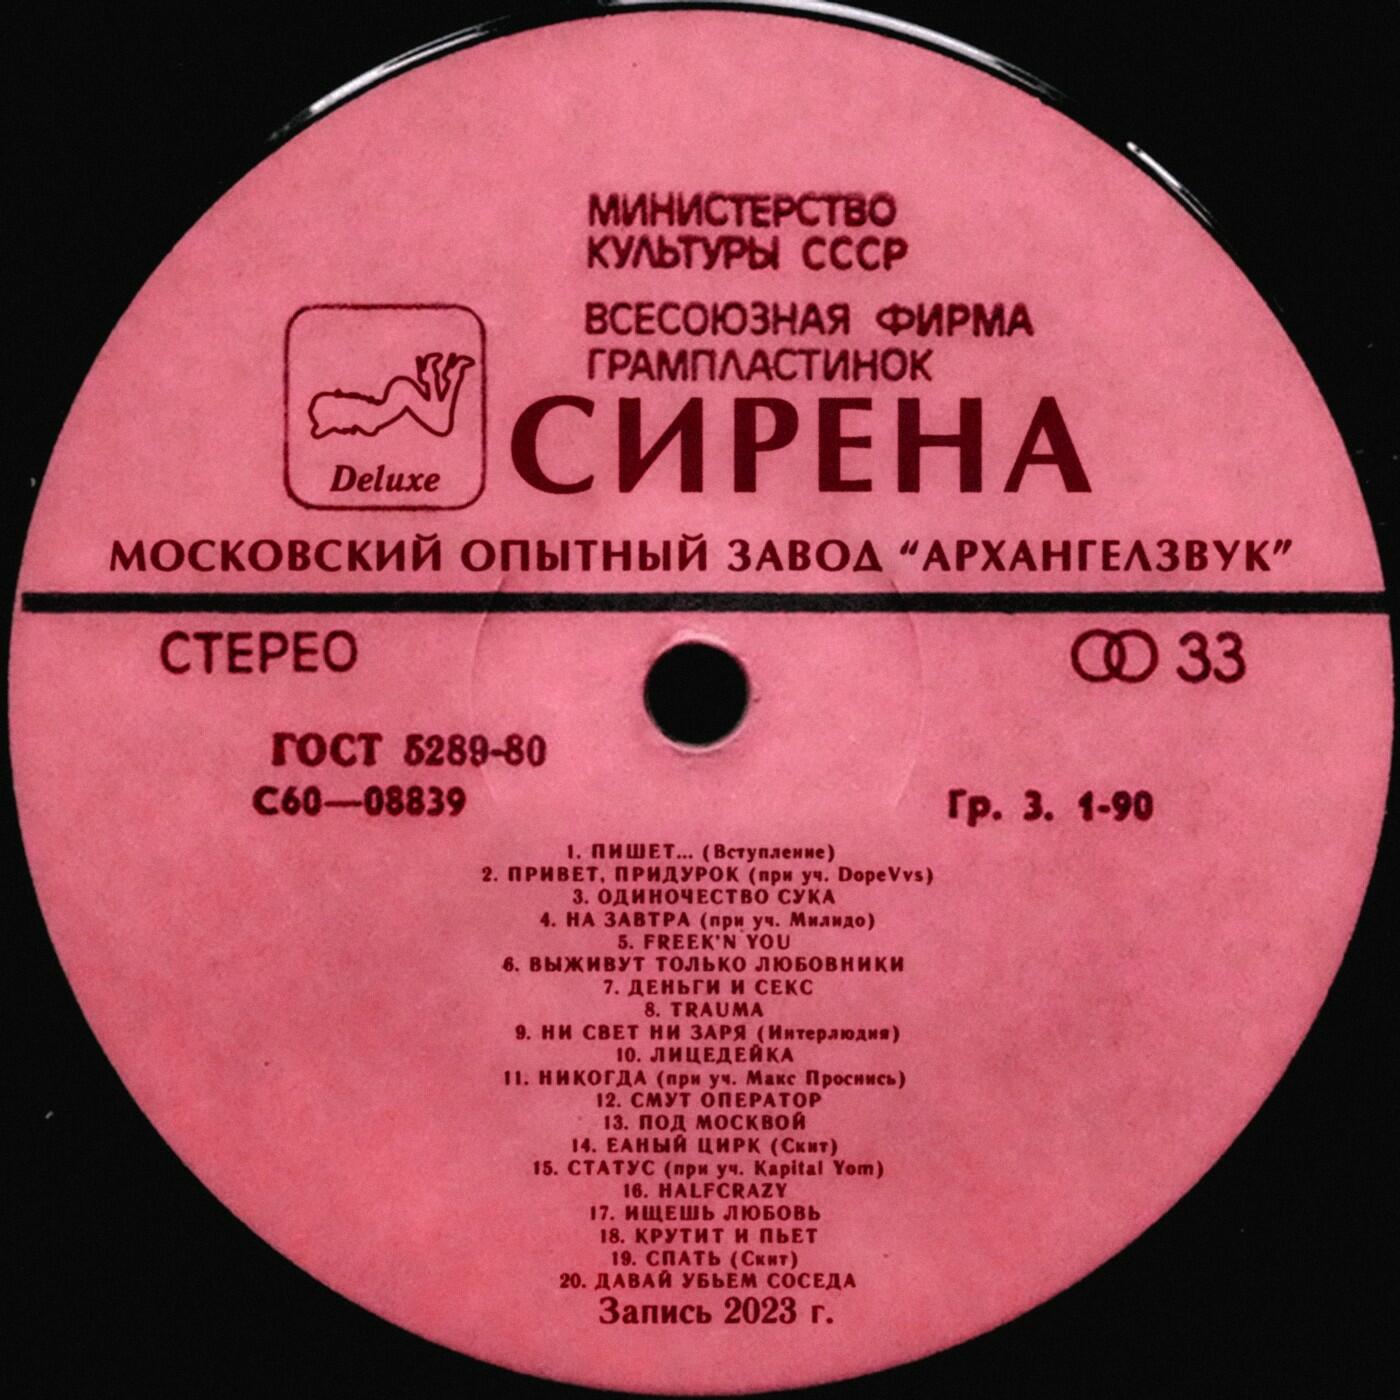 МИНИСТЕРСТВО
КУЛЬТУРЫ СССР
ВСЕСОЮЗНАЯ ФИРМА
ГРАМПЛАСТИНОК
Deluxe
СИРЕНА
МОСКОВСКИЙ ОПЫТНЫЙ ЗАВОД "АРХАНГЕЛЗВУК"
СТЕРЕО
33
ГОСТ 5289-80
С60—08839
Гр. 3. 1-90
1. ПИШЕТ... (Вступление)
2. ПРИВЕТ, ПРИДУРОК (при уч. DopeVvs)
3. ОДИНОЧЕСТВО СУКА
4. НА ЗАВТРА (при уч. Милидо)
5. FREEK'N YOU
6. ВЫЖИВУТ ТОЛЬКО ЛЮБОВНИКИ
7. ДЕНЬГИ И СЕКС
8. TRAUMA
9. НИ СВЕТ НИ ЗАРЯ (Интерлюдия)
10. ЛИЦЕДЕЙКА
11. НИКОГДА (при уч. Макс Проснись)
12. СМУТ ОПЕРАТОР
13. ПОД МОСКВОЙ
14. ЕАНЫЙ ЦИРК (Скит)
15. СТАТУС (при уч. Kapital Yom)
16. HALFCRAZY
17. ИЩЕШЬ ЛЮБОВЬ
18. КРУТИТ И ПЬЕТ
19. СПАТЬ (Скит)
20. ДАВАЙ УБЬЕМ СОСЕДА
Запись 2023 г.